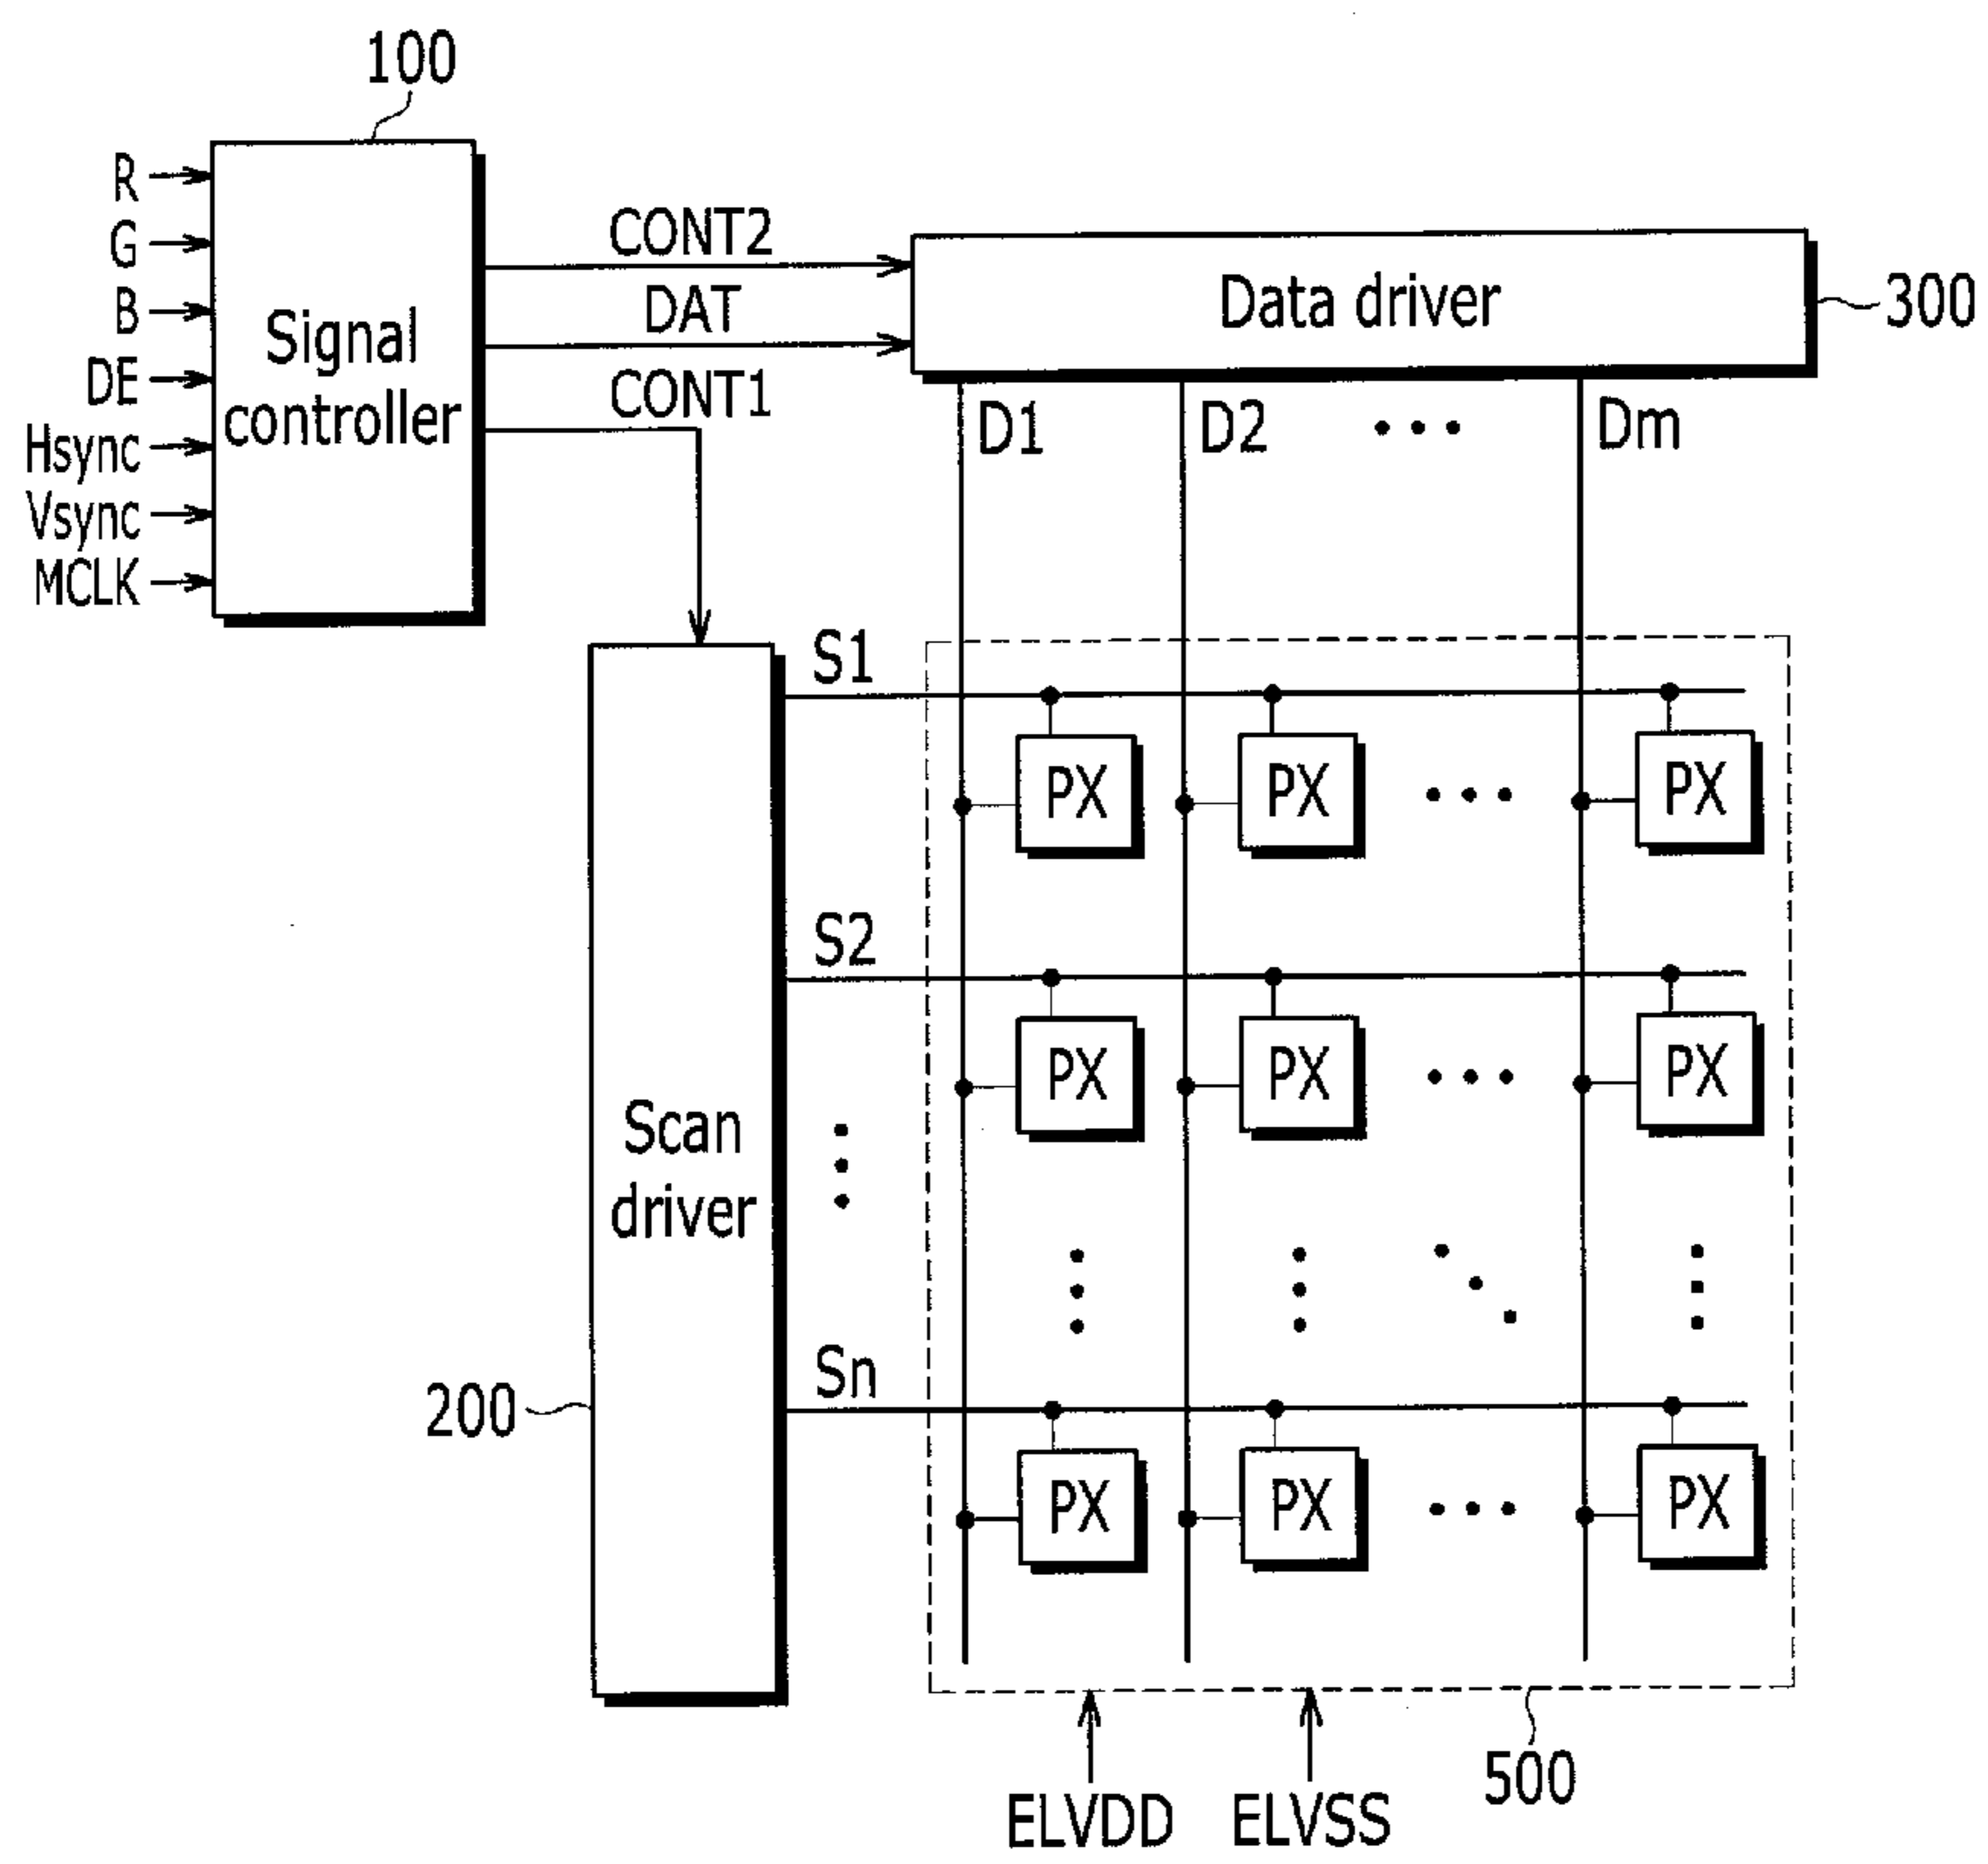 100
R
G
B
DE
Hsync
Vsync
MCLK
Signal
controller
CONT2
DAT
CONT1
Data driver
300
D1 D2 ••• Dm
S1
PX PX ••• PX
S2
PX PX ••• PX
Scan
driver
200
Sn
PX PX ••• PX
ELVDD ELVSS
500